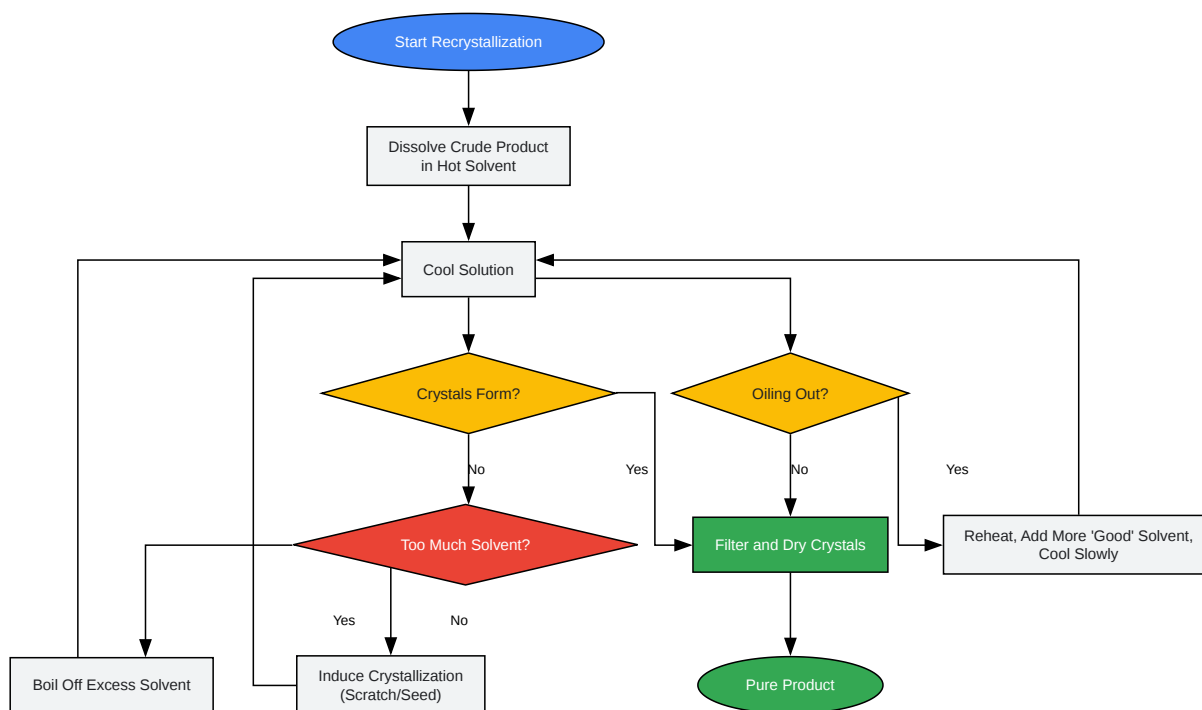 Start Recrystallization
Dissolve Crude Product
in Hot Solvent
Cool Solution
Crystals Form?
Oiling Out?
No
Yes
No
Yes
Too Much Solvent?
Filter and Dry Crystals
Reheat, Add More 'Good' Solvent,
Cool Slowly
Yes
No
Boil Off Excess Solvent
Induce Crystallization
(Scratch/Seed)
Pure Product